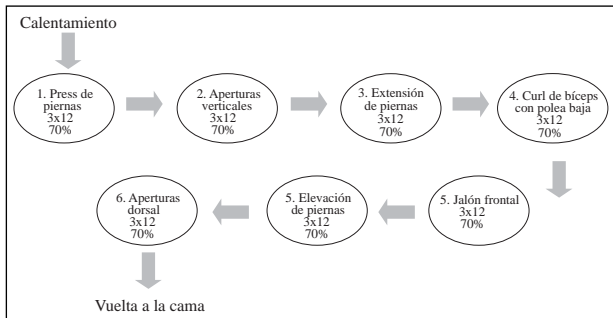 Calentamiento
1. Press de
piernas
3x12
70%
2. Aperturas
verticales
3x12
70%
3. Extensión
de piernas
3x12
70%
4. Curl de bíceps
con polea baja
3x12
70%
5. Jalón frontal
3x12
70%
5. Elevación
de piernas
3x12
70%
6. Aperturas
dorsal
3x12
70%
Vuelta a la cama